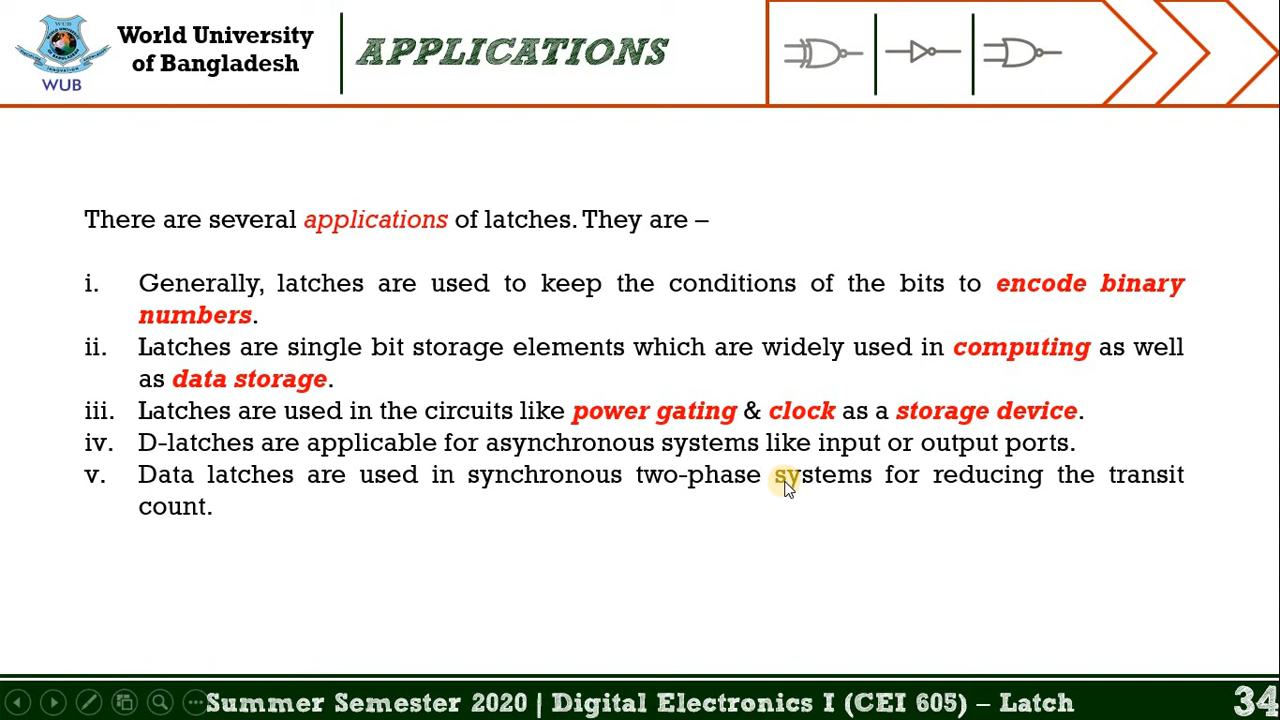 World University
of Bangladesh
WUB
APPLICATIONS
There are several applications of latches. They are –
i. Generally, latches are used to keep the conditions of the bits to encode binary
numbers.
ii. Latches are single bit storage elements which are widely used in computing as well
as data storage.
iii. Latches are used in the circuits like power gating & clock as a storage device.
iv. D-latches are applicable for asynchronous systems like input or output ports.
v. Data latches are used in synchronous two-phase systems for reducing the transit
count.
Summer Semester 2020 | Digital Electronics I (CEI 605) – Latch
34